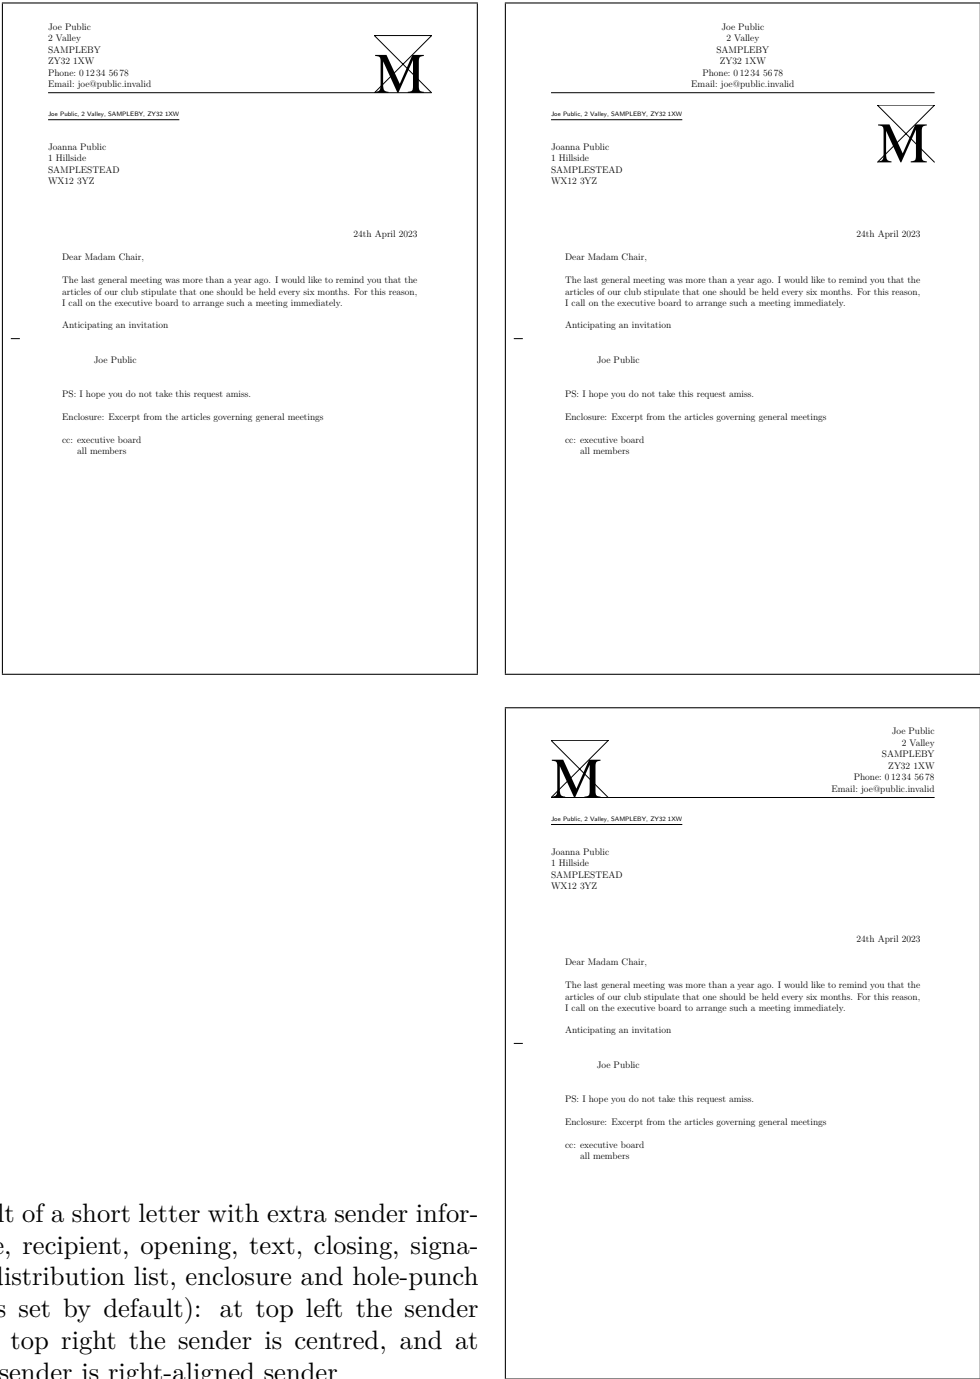 Joe Public
2 Valley
SAMPLEBY
ZY32 1XW
Phone: 0 12 34 56 78
Email: joe@public.invalid
M
Joe Public, 2 Valley, SAMPLEBY, ZY32 1XW
Joanna Public
1 Hillside
SAMPLESTEAD
WX12 3YZ
24th April 2023
Dear Madam Chair,
The last general meeting was more than a year ago. I would like to remind you that the
articles of our club stipulate that one should be held every six months. For this reason,
I call on the executive board to arrange such a meeting immediately.
Anticipating an invitation
Joe Public
PS: I hope you do not take this request amiss.
Enclosure: Excerpt from the articles governing general meetings
cc: executive board
all members
Joe Public
2 Valley
SAMPLEBY
ZY32 1XW
Phone: 0 12 34 56 78
Email: joe@public.invalid
Joe Public, 2 Valley, SAMPLEBY, ZY32 1XW
M
Joanna Public
1 Hillside
SAMPLESTEAD
WX12 3YZ
24th April 2023
Dear Madam Chair,
The last general meeting was more than a year ago. I would like to remind you that the
articles of our club stipulate that one should be held every six months. For this reason,
I call on the executive board to arrange such a meeting immediately.
Anticipating an invitation
Joe Public
PS: I hope you do not take this request amiss.
Enclosure: Excerpt from the articles governing general meetings
cc: executive board
all members
lt of a short letter with extra sender infor-
, recipient, opening, text, closing, signa-
distribution list, enclosure and hole-punch
s set by default): at top left the sender
top right the sender is centred, and at
sender is right-aligned sender
Joe Public
2 Valley
SAMPLEBY
ZY32 1XW
Phone: 0 12 34 56 78
Email: joe@public.invalid
M
Joe Public, 2 Valley, SAMPLEBY, ZY32 1XW
Joanna Public
1 Hillside
SAMPLESTEAD
WX12 3YZ
24th April 2023
Dear Madam Chair,
The last general meeting was more than a year ago. I would like to remind you that the
articles of our club stipulate that one should be held every six months. For this reason,
I call on the executive board to arrange such a meeting immediately.
Anticipating an invitation
Joe Public
PS: I hope you do not take this request amiss.
Enclosure: Excerpt from the articles governing general meetings
cc: executive board
all members